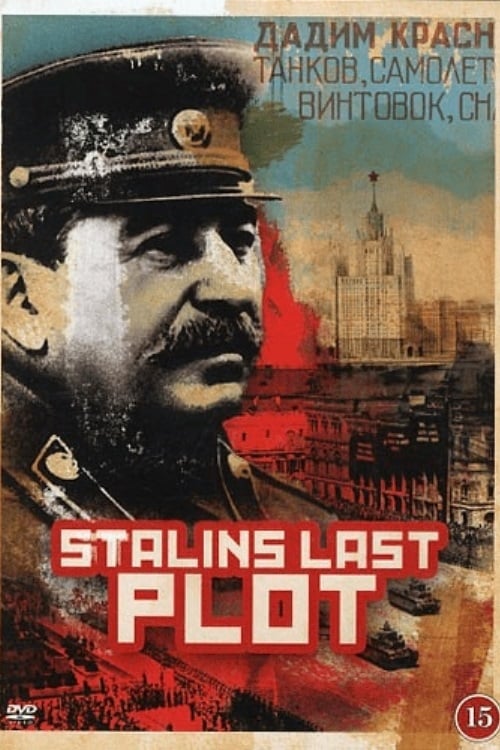 ДАДИМ КРАСН
ТАНКОВ, САМОЛЕТ
ВИНТОВОК, СН
STALINS LAST
PLOT
DVD
15